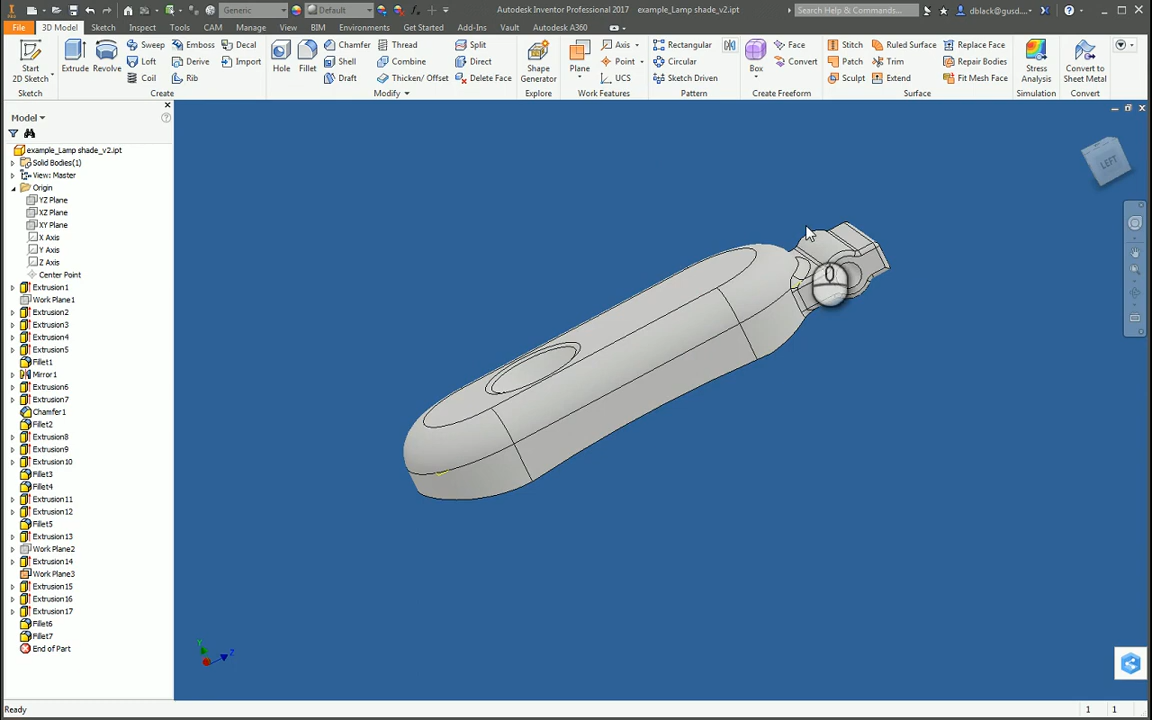 Generic
Default
Autodesk Inventor Professional 2017 example_Lamp shade_v2.ipt
Search Help & Commands...
dblack@gusd...
File 3D Model Sketch Inspect Tools Manage View BIM Environments Get Started Add-Ins Vault Autodesk A360
Start
2D Sketch
Sketch
Extrude
Revolve
Sweep
Loft
Coil
Emboss
Derive
Rib
Decal
Import
Create
Hole
Fillet
Chamfer
Shell
Draft
Thread
Combine
Thicken/ Offset
Split
Direct
Delete Face
Modify
Shape
Generator
Explore
Plane
Axis
Point
UCS
Work Features
Rectangular
Circular
Sketch Driven
Pattern
Box
Face
Convert
Create Freeform
Stitch
Patch
Sculpt
Ruled Surface
Trim
Extend
Replace Face
Repair Bodies
Fit Mesh Face
Surface
Stress
Analysis
Simulation
Convert to
Sheet Metal
Convert
Model
example_Lamp shade_v2.ipt
Solid Bodies(1)
View: Master
Origin
YZ Plane
XZ Plane
XY Plane
X Axis
Y Axis
Z Axis
Center Point
Extrusion1
Work Plane1
Extrusion2
Extrusion3
Extrusion4
Extrusion5
Fillet1
Mirror1
Extrusion6
Extrusion7
Chamfer1
Fillet2
Extrusion8
Extrusion9
Extrusion10
Fillet3
Fillet4
Extrusion11
Extrusion12
Fillet5
Extrusion13
Work Plane2
Extrusion14
Work Plane3
Extrusion15
Extrusion16
Extrusion17
Fillet6
Fillet7
End of Part
LEFT
Y
Z
Ready
1 1